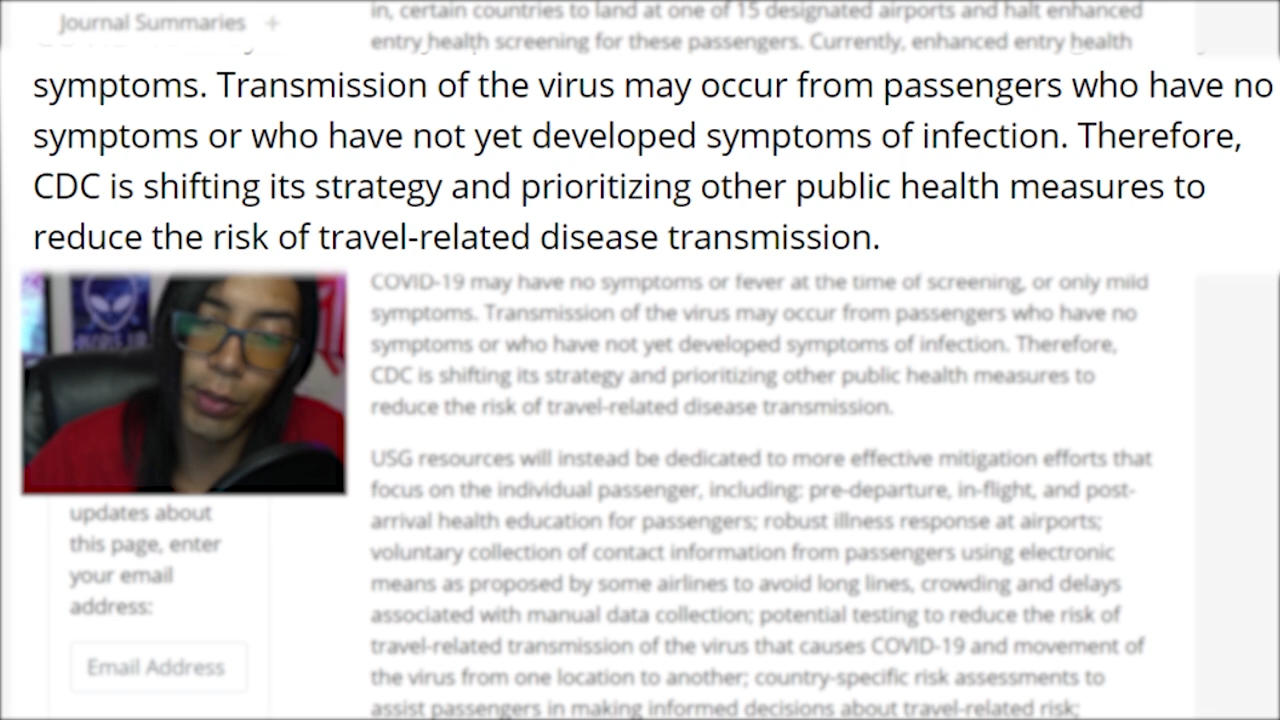 Journal Summaries +
in, certain countries to land at one of 15 designated airports and halt enhanced
entry health screening for these passengers. Currently, enhanced entry health
symptoms. Transmission of the virus may occur from passengers who have no
symptoms or who have not yet developed symptoms of infection. Therefore,
CDC is shifting its strategy and prioritizing other public health measures to
reduce the risk of travel-related disease transmission.
COVID-19 may have no symptoms or fever at the time of screening, or only mild
symptoms. Transmission of the virus may occur from passengers who have no
symptoms or who have not yet developed symptoms of infection. Therefore,
CDC is shifting its strategy and prioritizing other public health measures to
reduce the risk of travel-related disease transmission.
USG resources will instead be dedicated to more effective mitigation efforts that
focus on the individual passenger, including: pre-departure, in-flight, and post-
arrival health education for passengers; robust illness response at airports;
voluntary collection of contact information from passengers using electronic
means as proposed by some airlines to avoid long lines, crowding and delays
associated with manual data collection; potential testing to reduce the risk of
travel-related transmission of the virus that causes COVID-19 and movement of
the virus from one location to another; country-specific risk assessments to
assist passengers in making informed decisions about travel-related risk;
updates about
this page, enter
your email
address:
Email Address